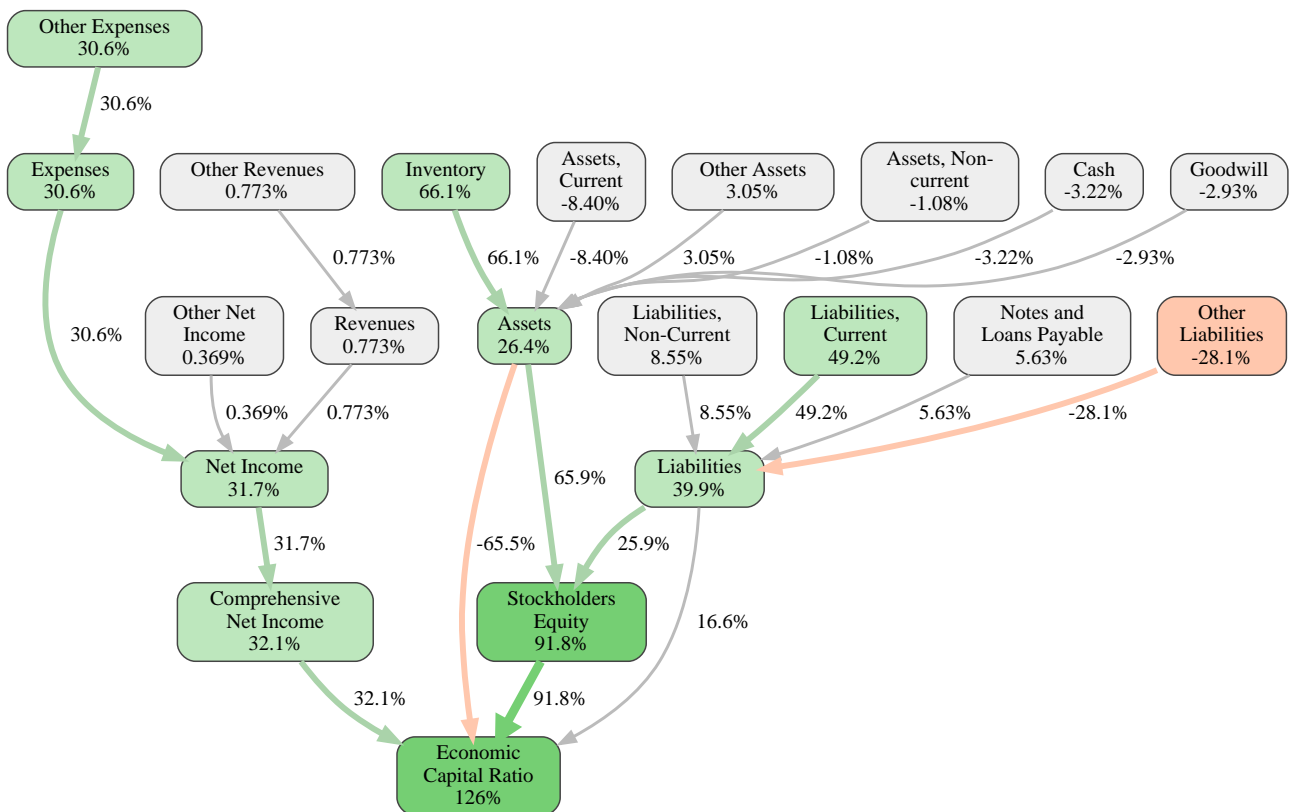 Other Expenses
30.6%
30.6%
Expenses
30.6%
Other Revenues
0.773%
Inventory
66.1%
Assets,
Current
-8.40%
Other Assets
3.05%
Assets, Non-
current
-1.08%
Cash
-3.22%
Goodwill
-2.93%
0.773%
66.1%
-8.40%
3.05%
-1.08%
-3.22%
-2.93%
30.6%
Other Net
Income
0.369%
Revenues
0.773%
Assets
26.4%
Liabilities,
Non-Current
8.55%
Liabilities,
Current
49.2%
Notes and
Loans Payable
5.63%
Other
Liabilities
-28.1%
0.369%
0.773%
8.55%
49.2%
5.63%
-28.1%
Net Income
31.7%
65.9%
Liabilities
39.9%
31.7%
-65.5%
25.9%
Comprehensive
Net Income
32.1%
Stockholders
Equity
91.8%
16.6%
32.1%
91.8%
Economic
Capital Ratio
126%